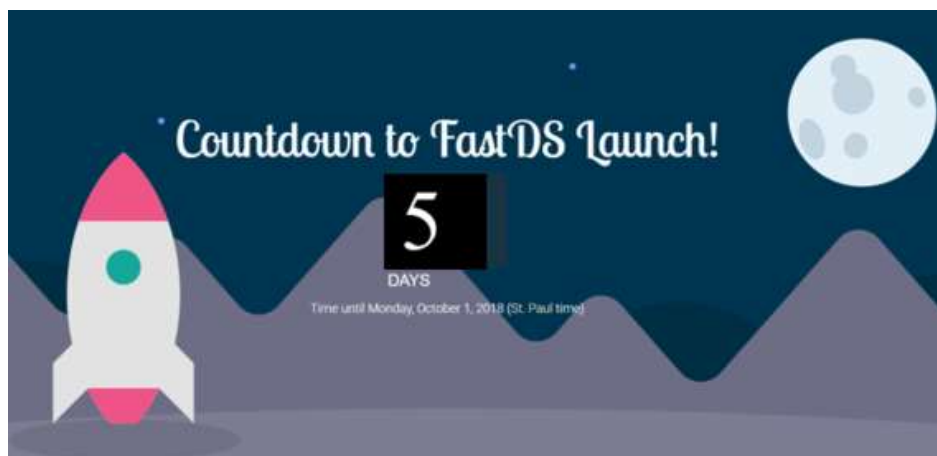 Countdown to FastDS Launch!
5
DAYS
Time until Monday, October 1, 2018 (St. Paul time)